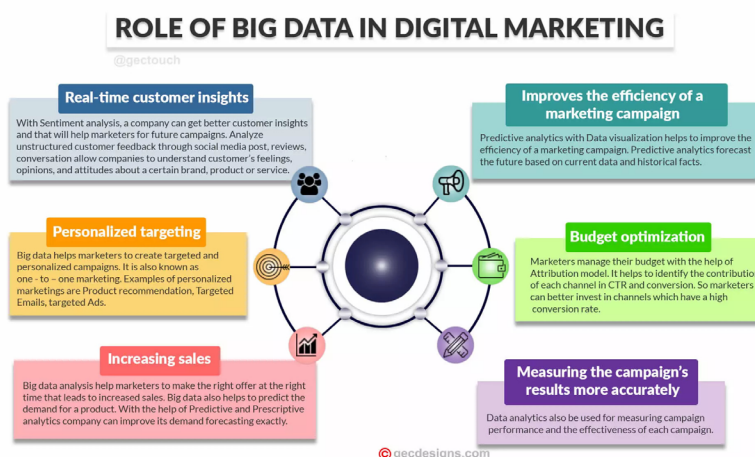 ROLE OF BIG DATA IN DIGITAL MARKETING
@gectouch
Real-time customer insights
With Sentiment analysis, a company can get better customer insights
and that will help marketers for future campaigns. Analyze
unstructured customer feedback through social media post, reviews,
conversation allow companies to understand customer's feelings,
opinions, and attitudes about a certain brand, product or service.
Personalized targeting
Big data helps marketers to create targeted and
personalized campaigns. It is also known as
one - to – one marketing. Examples of personalized
marketings are Product recommendation, Targeted
Emails, targeted Ads.
Increasing sales
Big data analysis help marketers to make the right offer at the right
time that leads to increased sales. Big data also helps to predict the
demand for a product. With the help of Predictive and Prescriptive
analytics company can improve its demand forecasting exactly.
Improves the efficiency of a
marketing campaign
Predictive analytics with Data visualization helps to improve the
efficiency of a marketing campaign. Predictive analytics forecast
the future based on current data and historical facts.
Budget optimization
Marketers manage their budget with the help of
Attribution model. It helps to identify the contributio
of each channel in CTR and conversion. So marketers
can better invest in channels which have a high
conversion rate.
Measuring the campaign's
results more accurately
Data analytics also be used for measuring campaign
performance and the effectiveness of each campaign.
© gecdesigns.com